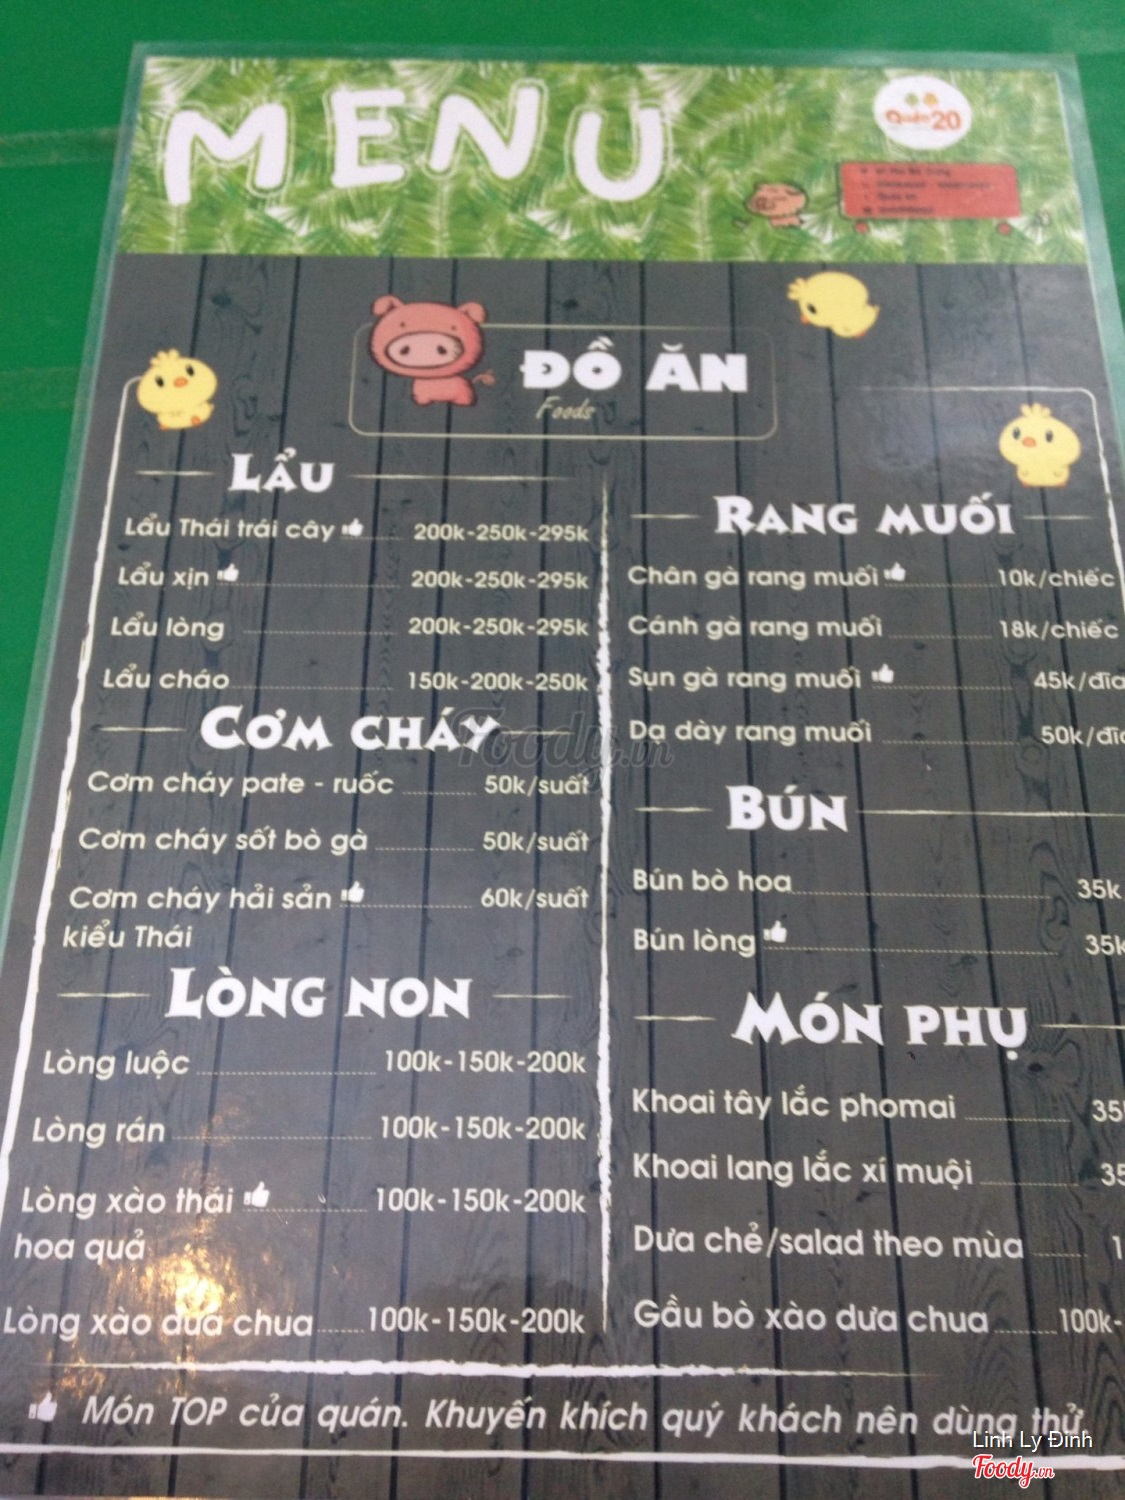 MENU
Quán 20
ĐỒ ĂN
Foods
LẨU
Lẩu Thái trái cây 200k-250k-295k
Lẩu xịn 200k-250k-295k
Lẩu lòng 200k-250k-295k
Lẩu cháo 150k-200k-250k
CƠM CHÁY
Cơm cháy pate - ruốc 50k/suất
Cơm cháy sốt bò gà 50k/suất
Cơm cháy hải sản 60k/suất
kiểu Thái
LÒNG NON
Lòng luộc 100k-150k-200k
Lòng rán 100k-150k-200k
Lòng xào thái 100k-150k-200k
hoa quả
Lòng xào dưa chua 100k-150k-200k
RANG MUỐI
Chân gà rang muối 10k/chiếc
Cánh gà rang muối 18k/chiếc
Sụn gà rang muối 45k/đĩa
Dạ dày rang muối 50k/đĩa
BÚN
Bún bò hoa 35k
Bún lòng 35k
MÓN PHỤ
Khoai tây lắc phomai 35k
Khoai lang lắc xí muội 35
Dưa chẻ/salad theo mùa 1
Gầu bò xào dưa chua 100k-
Món TOP của quán. Khuyến khích quý khách nên dùng thử.
Foody.vn
Linh Ly Đinh
Foody.vn